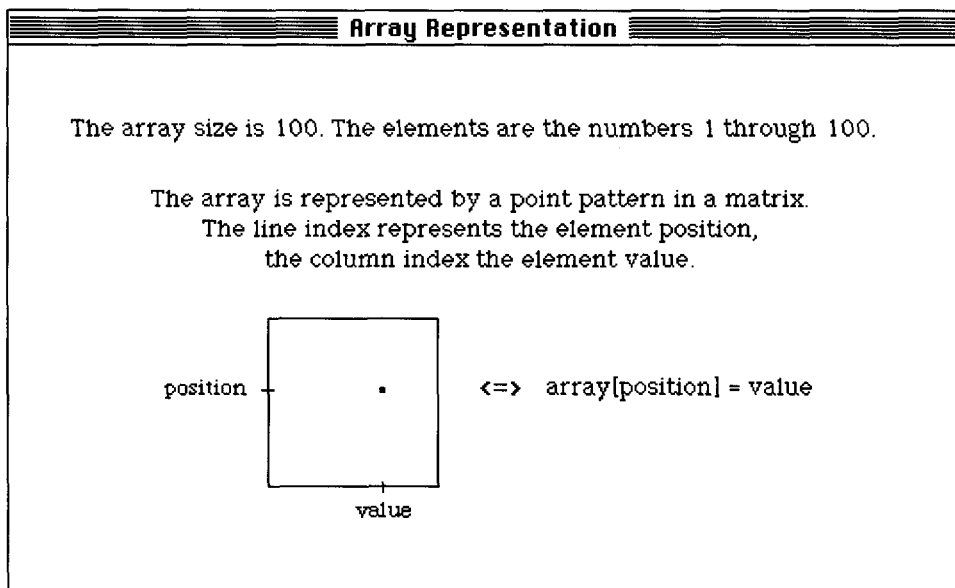 Array Representation
The array size is 100. The elements are the numbers 1 through 100.
The array is represented by a point pattern in a matrix.
The line index represents the element position,
the column index the element value.
position <=> array[position] = value
value